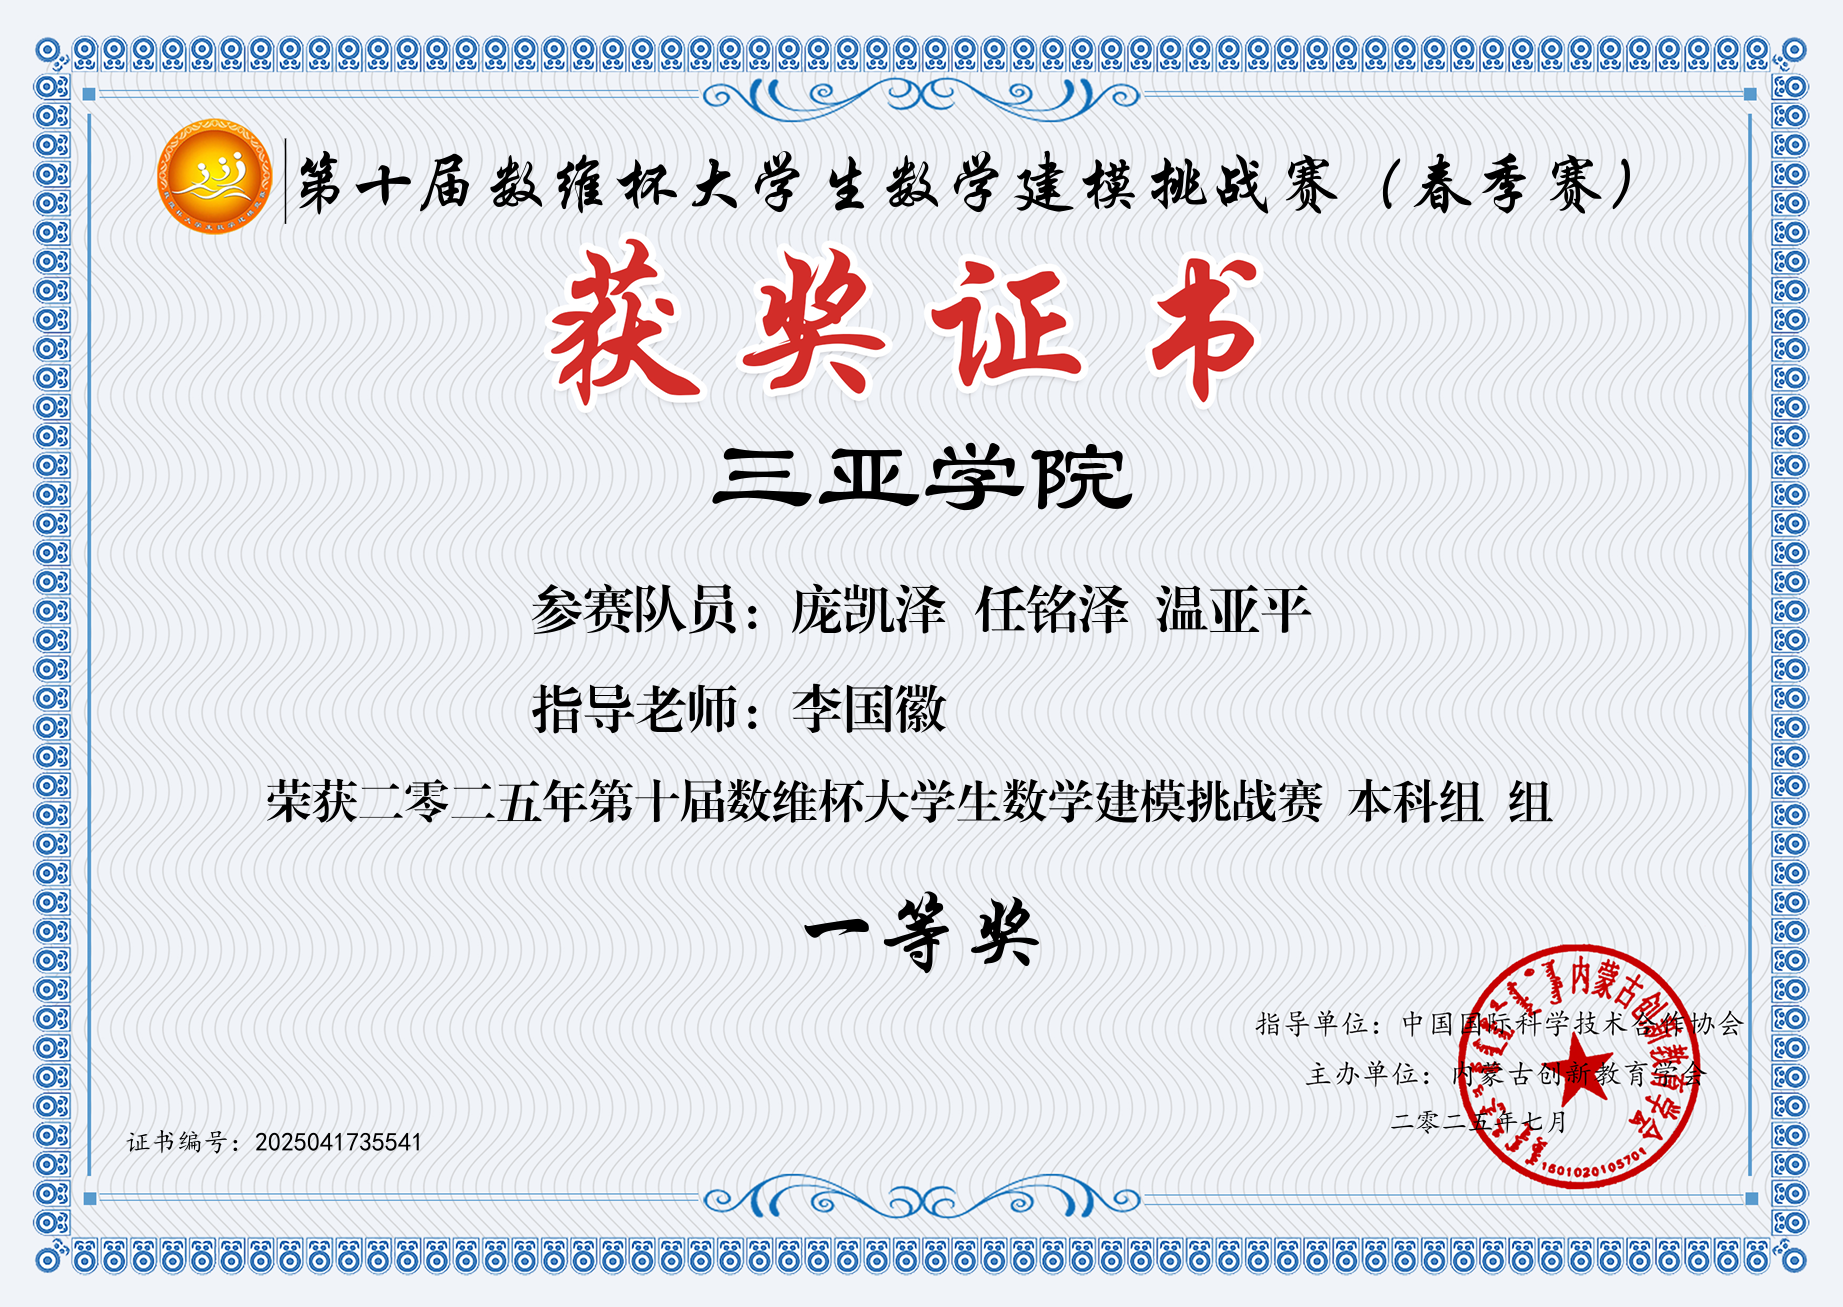 第十届数维杯大学生数学建模挑战赛（春季赛）
获奖证书
三亚学院
参赛队员：庞凯泽 任铭泽 温亚平
指导老师：李国徽
荣获二零二五年第十届数维杯大学生数学建模挑战赛 本科组 组
一等奖
指导单位：中国国际科学技术合作协会
主办单位：内蒙古创新教育学会
二零二五年七月
证书编号：2025041735541
内蒙古创新教育学会
1501020105701